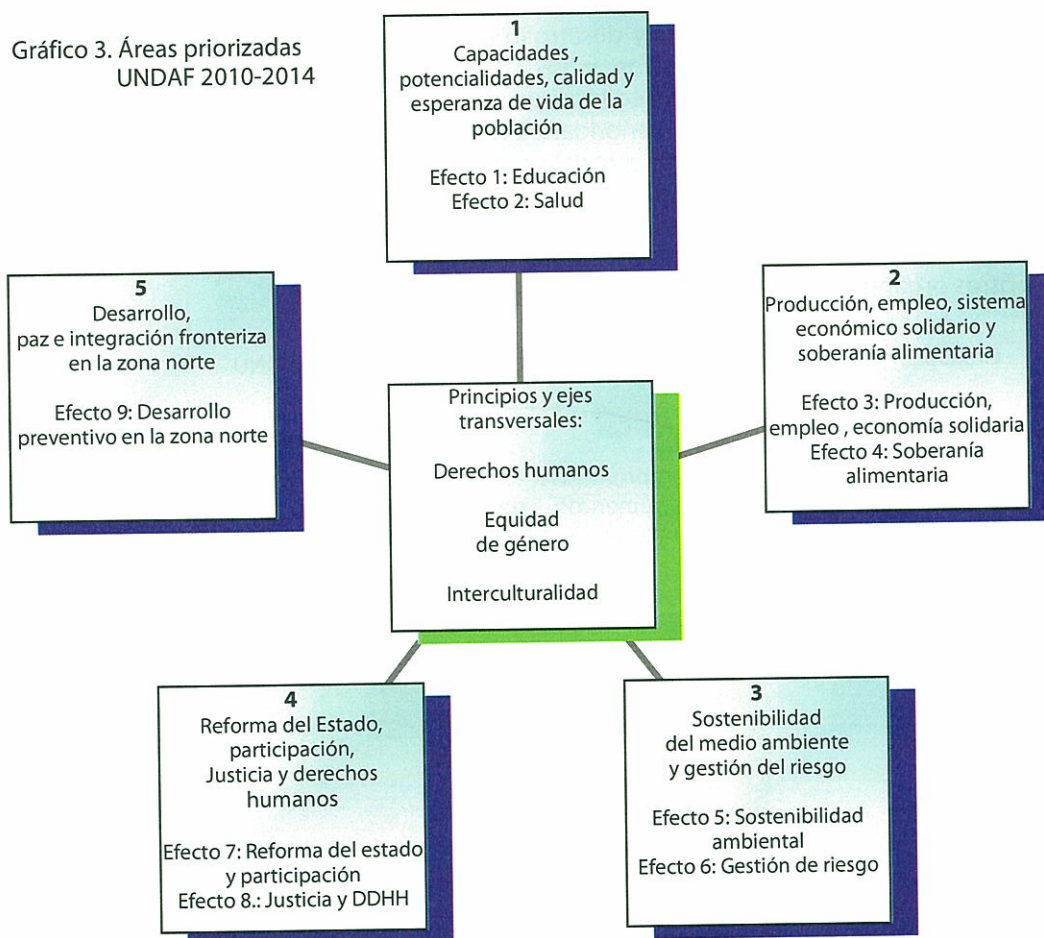 Gráfico 3. Áreas priorizadas
UNDAF 2010-2014
1
Capacidades ,
potencialidades, calidad y
esperanza de vida de la
población
Efecto 1: Educación
Efecto 2: Salud
2
Producción, empleo, sistema
económico solidario y
soberanía alimentaria
Efecto 3: Producción,
empleo , economía solidaria
Efecto 4: Soberanía
alimentaria
3
Sostenibilidad
del medio ambiente
y gestión del riesgo
Efecto 5: Sostenibilidad
ambiental
Efecto 6: Gestión de riesgo
4
Reforma del Estado,
participación,
Justicia y derechos
humanos
Efecto 7: Reforma del estado
y participación
Efecto 8.: Justicia y DDHH
5
Desarrollo,
paz e integración fronteriza
en la zona norte
Efecto 9: Desarrollo
preventivo en la zona norte
Principios y ejes
transversales:
Derechos humanos
Equidad
de género
Interculturalidad